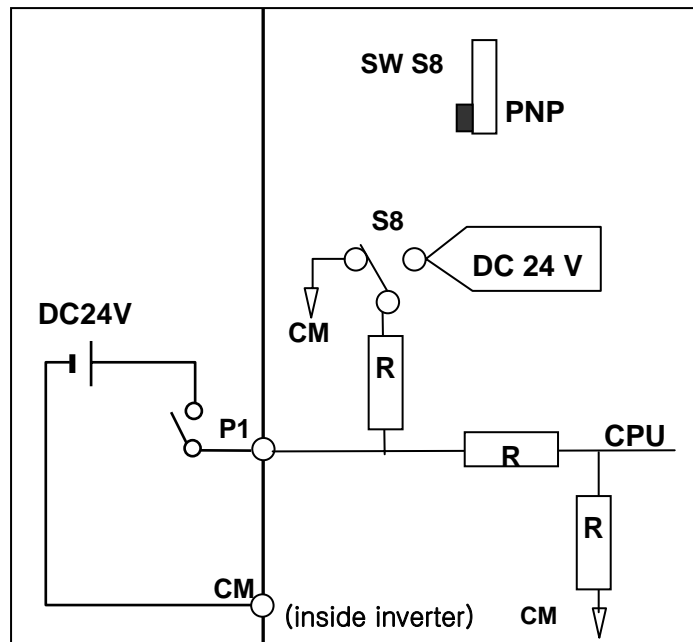 SW S8
PNP
S8
DC 24 V
DC24V
CM
R
P1
R
CPU
R
CM
(inside inverter)
CM